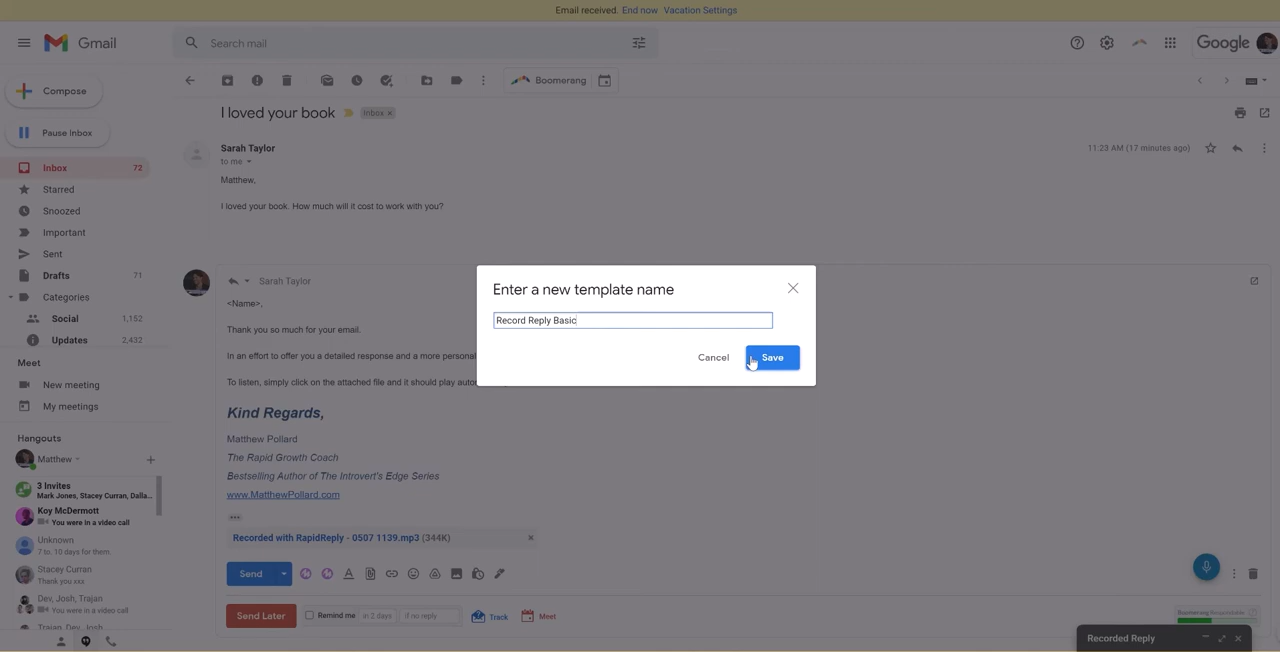 Email received. End now Vacation Settings
Gmail
Search mail
Google
Compose
Boomerang
Pause Inbox
I loved your book Inbox ×
Inbox 72
Sarah Taylor 11:23 AM (17 minutes ago)
to me
Starred
Matthew,
Snoozed
I loved your book. How much will it cost to work with you?
Important
Sent
Drafts 71
Sarah Taylor
Categories
<Name>,
Social 1,152
Thank you so much for your email.
Updates 2,432
In an effort to offer you a detailed response and a more personal
To listen, simply click on the attached file and it should play
Enter a new template name
Record Reply Basic
Cancel Save
Meet
New meeting
My meetings
Kind Regards,
Matthew Pollard
The Rapid Growth Coach
Bestselling Author of The Introvert's Edge Series
www.MatthewPollard.com
Hangouts
Matthew
3 Invites
Mark Jones, Stacey Curran, Dalla...
Koy McDermott
You were in a video call
Unknown
7 to. 10 days for them.
Stacey Curran
Thank you xxx
Dev, Josh, Trajan
You were in a video call
Trajan, Dev, Josh
Recorded with RapidReply - 0507 1139.mp3 (344K)
Send
Send Later Remind me in 2 days if no reply Track Meet
Boomerang Respondable
Recorded Reply